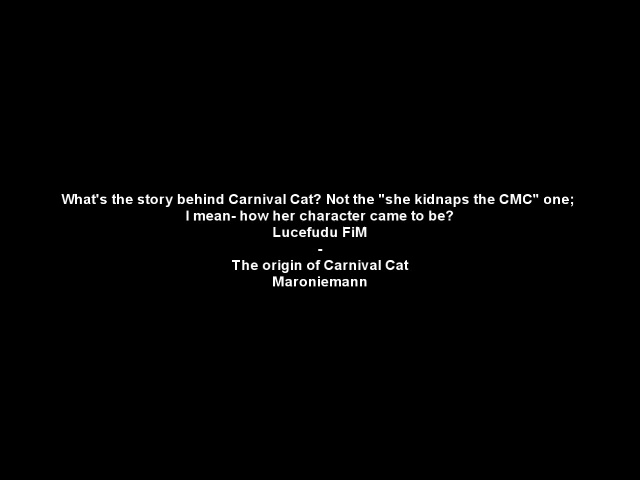 What's the story behind Carnival Cat? Not the "she kidnaps the CMC" one;
I mean- how her character came to be?
Lucefudu FiM
-
The origin of Carnival Cat
Maroniemann